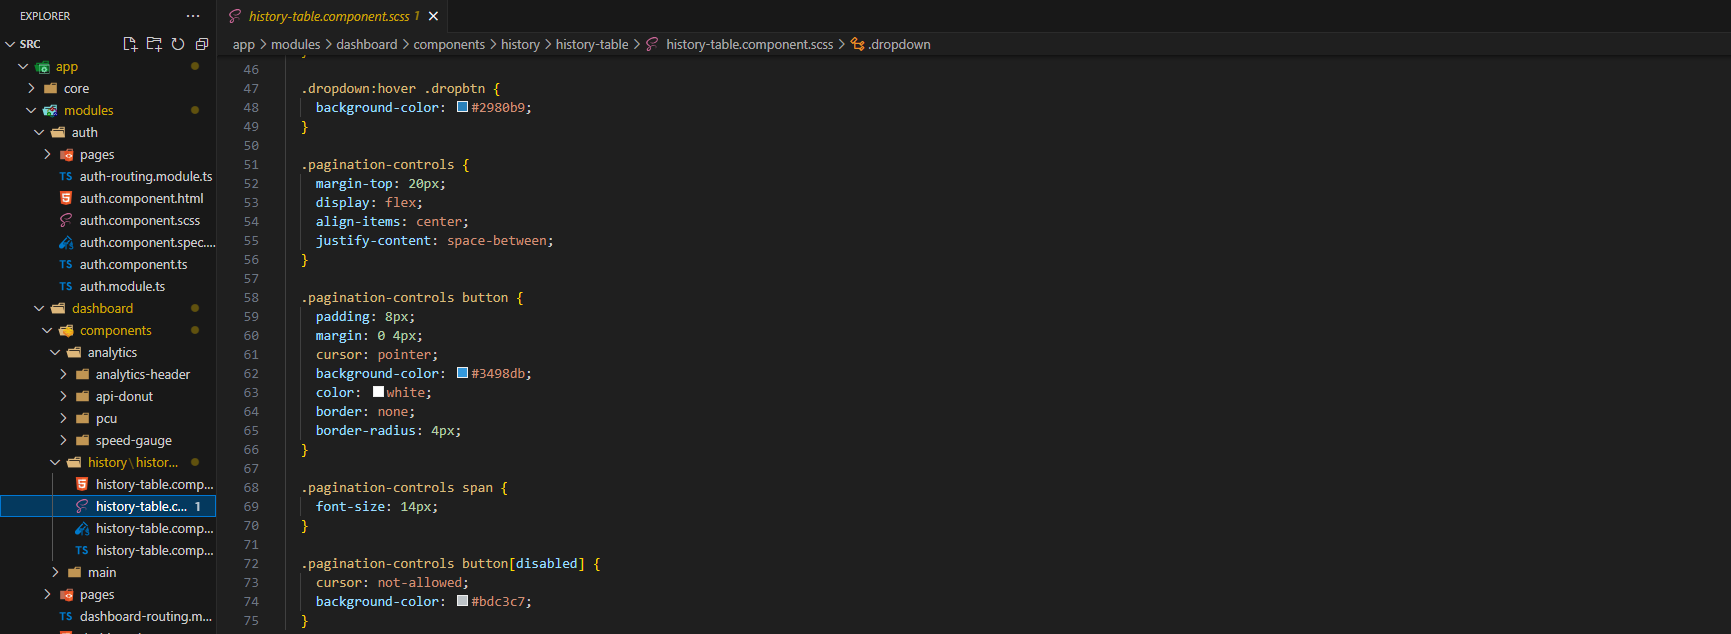 EXPLORER
SRC
app
core
modules
auth
pages
TS auth-routing.module.ts
auth.component.html
auth.component.scss
auth.component.spec....
TS auth.component.ts
TS auth.module.ts
dashboard
components
analytics
analytics-header
api-donut
pcu
speed-gauge
history\histor...
history-table.comp...
history-table.c... 1
history-table.comp...
TS history-table.comp...
main
pages
TS dashboard-routing.m...
history-table.component.scss 1
app > modules > dashboard > components > history > history-table > history-table.component.scss > .dropdown
46
47 .dropdown:hover .dropbtn {
48 background-color: #2980b9;
49 }
50
51 .pagination-controls {
52 margin-top: 20px;
53 display: flex;
54 align-items: center;
55 justify-content: space-between;
56 }
57
58 .pagination-controls button {
59 padding: 8px;
60 margin: 0 4px;
61 cursor: pointer;
62 background-color: #3498db;
63 color: white;
64 border: none;
65 border-radius: 4px;
66 }
67
68 .pagination-controls span {
69 font-size: 14px;
70 }
71
72 .pagination-controls button[disabled] {
73 cursor: not-allowed;
74 background-color: #bdc3c7;
75 }